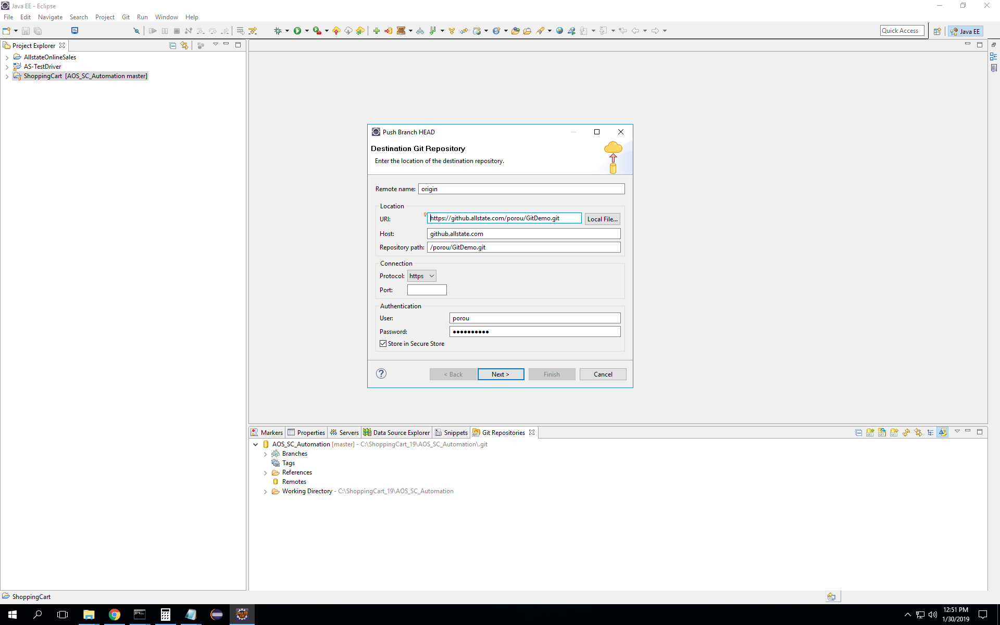 Java EE - Eclipse
File Edit Navigate Search Project Git Run Window Help
Quick Access
Java EE
Project Explorer
AllstateOnlineSales
AS-TestDriver
ShoppingCart [AOS_SC_Automation master]
Push Branch HEAD
Destination Git Repository
Enter the location of the destination repository.
Remote name: origin
Location
URI: https://github.allstate.com/porou/GitDemo.git Local File...
Host: github.allstate.com
Repository path: /porou/GitDemo.git
Connection
Protocol: https
Port:
Authentication
User: porou
Password: ●●●●●●●●●●
Store in Secure Store
< Back Next > Finish Cancel
Markers Properties Servers Data Source Explorer Snippets Git Repositories
AOS_SC_Automation [master] - C:\ShoppingCart_19\AOS_SC_Automation\.git
Branches
Tags
References
Remotes
Working Directory - C:\ShoppingCart_19\AOS_SC_Automation
ShoppingCart
12:51 PM
1/30/2019